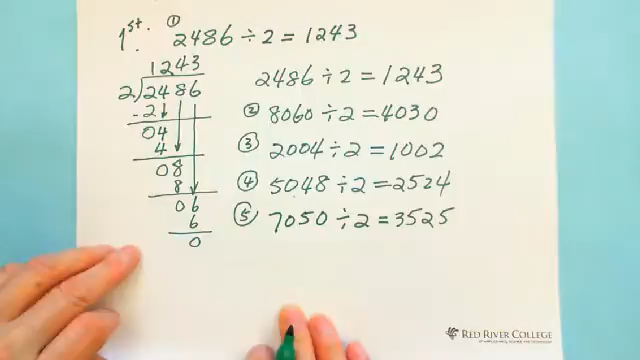 1st. ① 2486 ÷ 2 = 1243
1243
2)2486
-2
04
4
08
8
06
6
0
2486 ÷ 2 = 1243
② 8060 ÷ 2 = 4030
③ 2004 ÷ 2 = 1002
④ 5048 ÷ 2 = 2524
⑤ 7050 ÷ 2 = 3525
RED RIVER COLLEGE